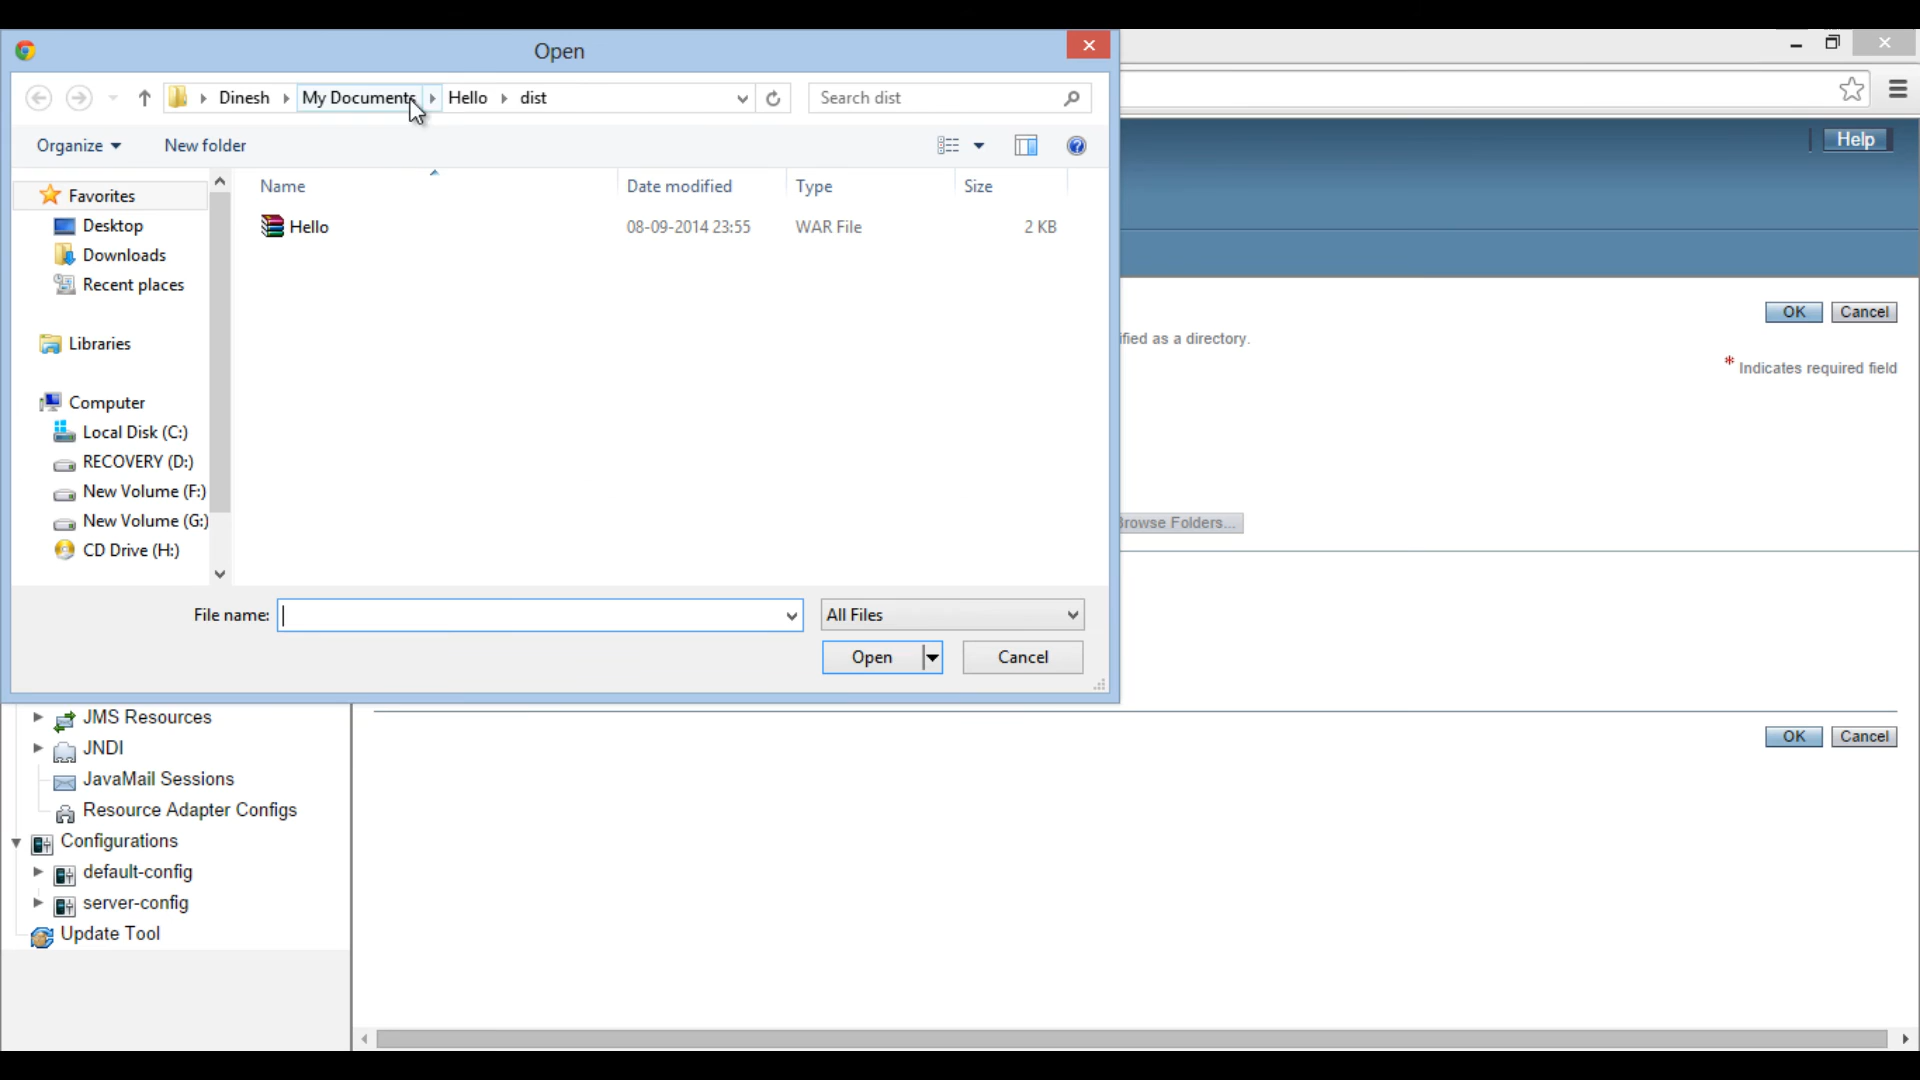 Open
Dinesh My Documents Hello dist
Search dist
Organize New folder
Help
Name Date modified Type Size
Hello 08-09-2014 23:55 WAR File 2 KB
Favorites
Desktop
Downloads
Recent places
Libraries
Computer
Local Disk (C:)
RECOVERY (D:)
New Volume (F:)
New Volume (G:)
CD Drive (H:)
File name:
All Files
Open Cancel
OK Cancel
ified as a directory.
* Indicates required field
Browse Folders...
JMS Resources
JNDI
JavaMail Sessions
Resource Adapter Configs
Configurations
default-config
server-config
Update Tool
OK Cancel